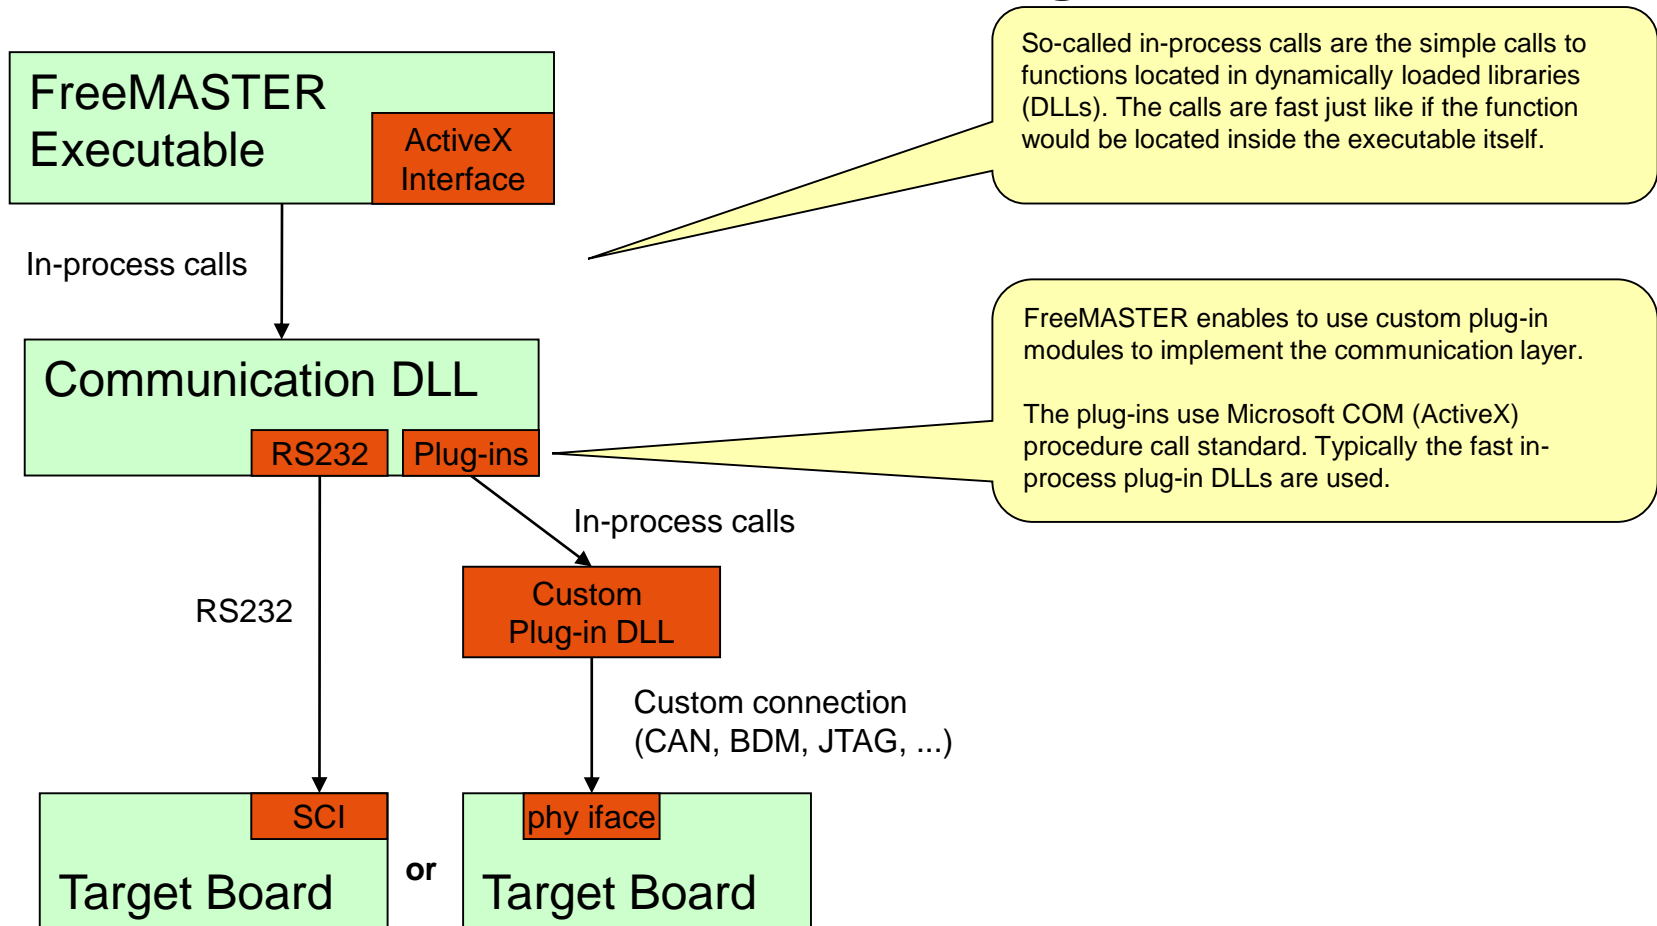 FreeMASTER
Executable
ActiveX
Interface
So-called in-process calls are the simple calls to
functions located in dynamically loaded libraries
(DLLs). The calls are fast just like if the function
would be located inside the executable itself.
In-process calls
Communication DLL
RS232
Plug-ins
FreeMASTER enables to use custom plug-in
modules to implement the communication layer.
The plug-ins use Microsoft COM (ActiveX)
procedure call standard. Typically the fast in-
process plug-in DLLs are used.
In-process calls
RS232
Custom
Plug-in DLL
Custom connection
(CAN, BDM, JTAG, ...)
SCI
Target Board
or
phy iface
Target Board